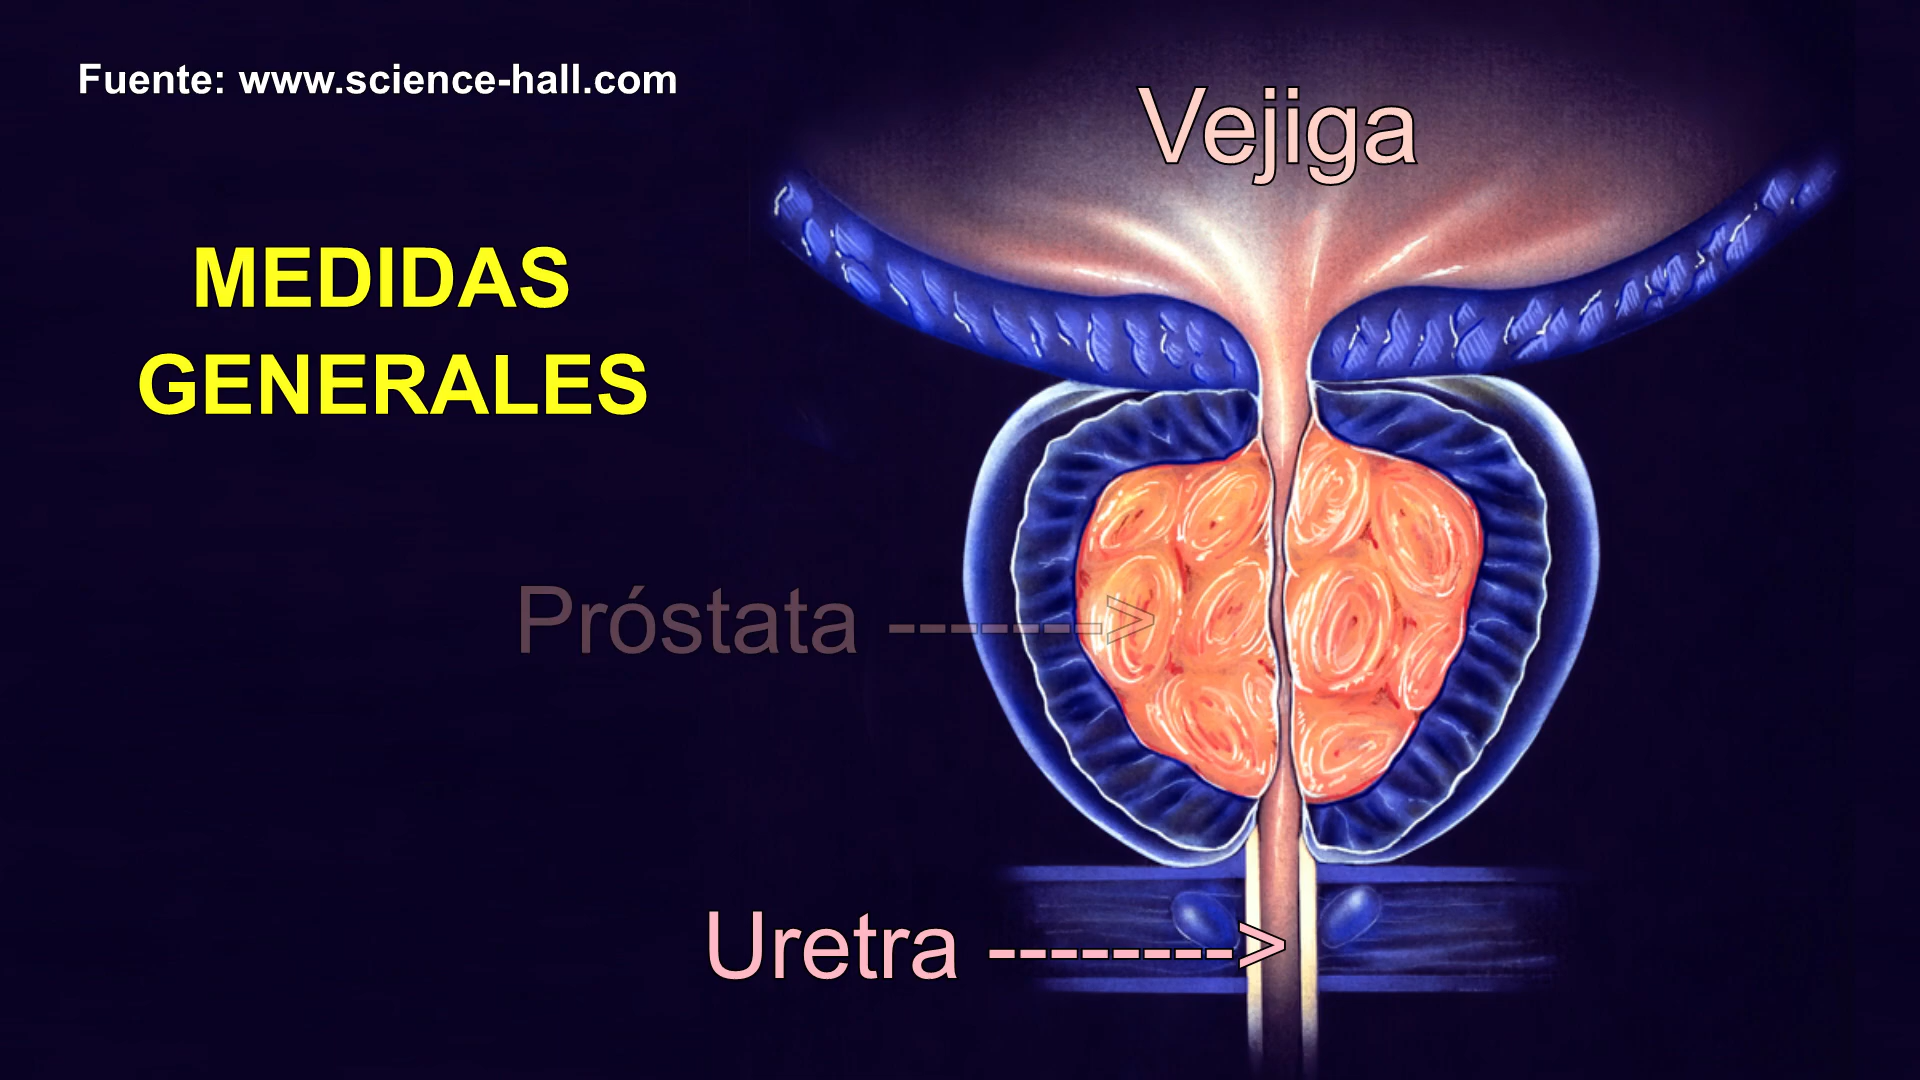 Fuente: www.science-hall.com
Vejiga
MEDIDAS
GENERALES
Próstata ------->
Uretra -------->